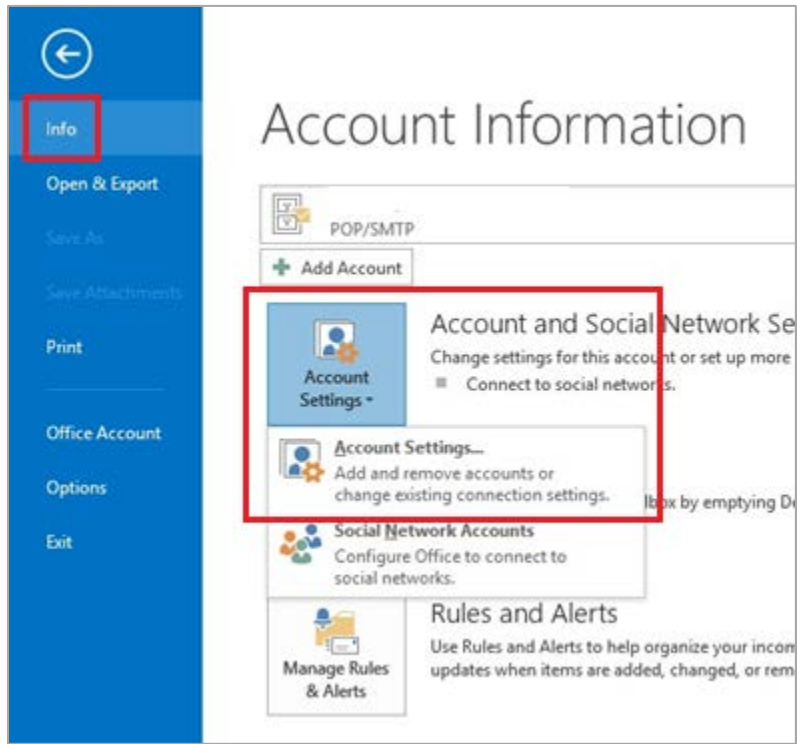 Info
Open & Export
Save As
Save Attachments
Print
Office Account
Options
Exit
Account Information
POP/SMTP
Add Account
Account
Settings
Account and Social Network Se
Change settings for this account or set up more
Connect to social networks.
Account Settings...
Add and remove accounts or
change existing connection settings.
lbox by emptying De
Social Network Accounts
Configure Office to connect to
social networks.
Manage Rules
& Alerts
Rules and Alerts
Use Rules and Alerts to help organize your incom
updates when items are added, changed, or rem